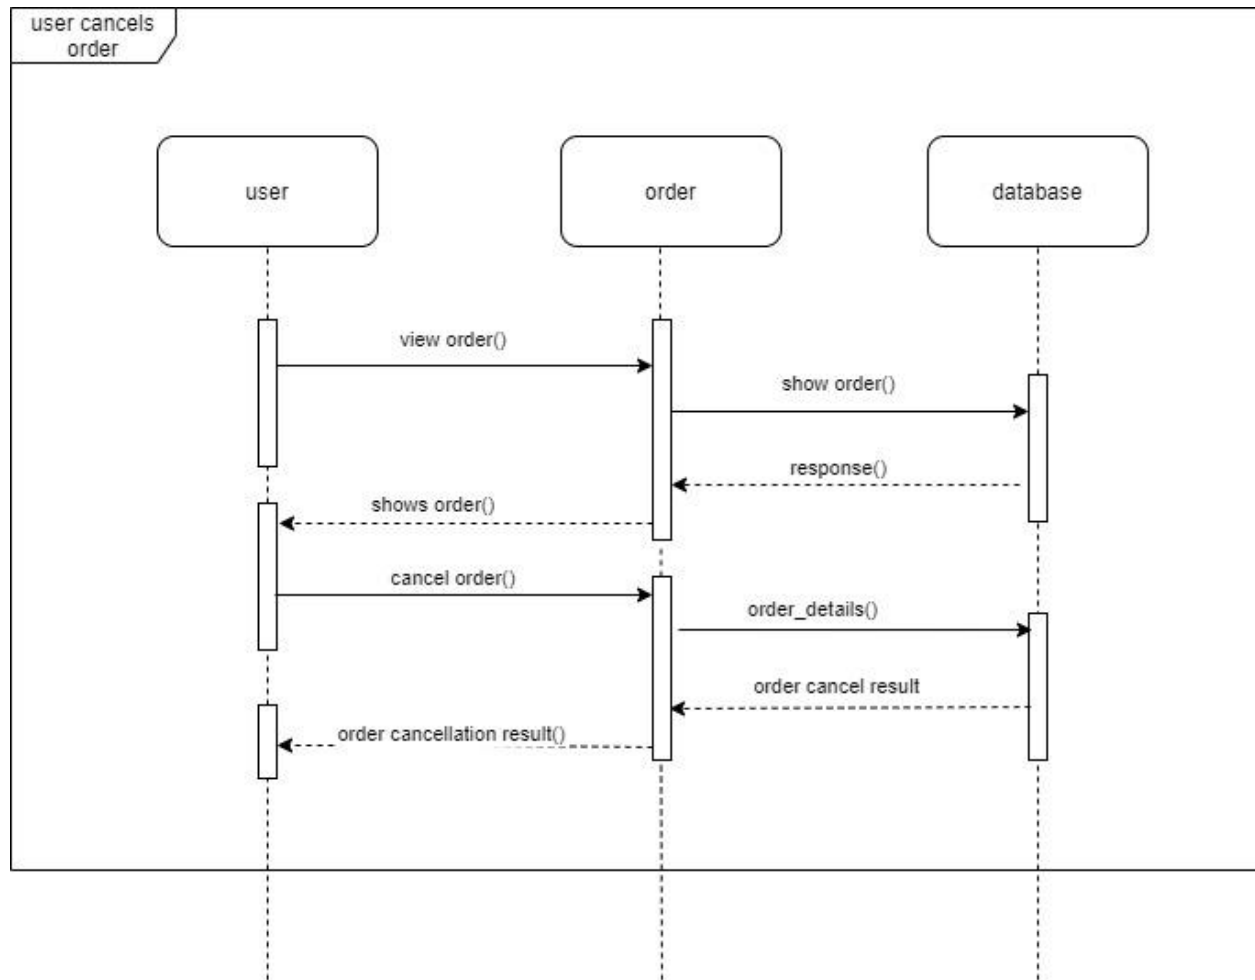 user cancels
order
user
order
database
view order()
show order()
response()
shows order()
cancel order()
order_details()
order cancel result
order cancellation result()